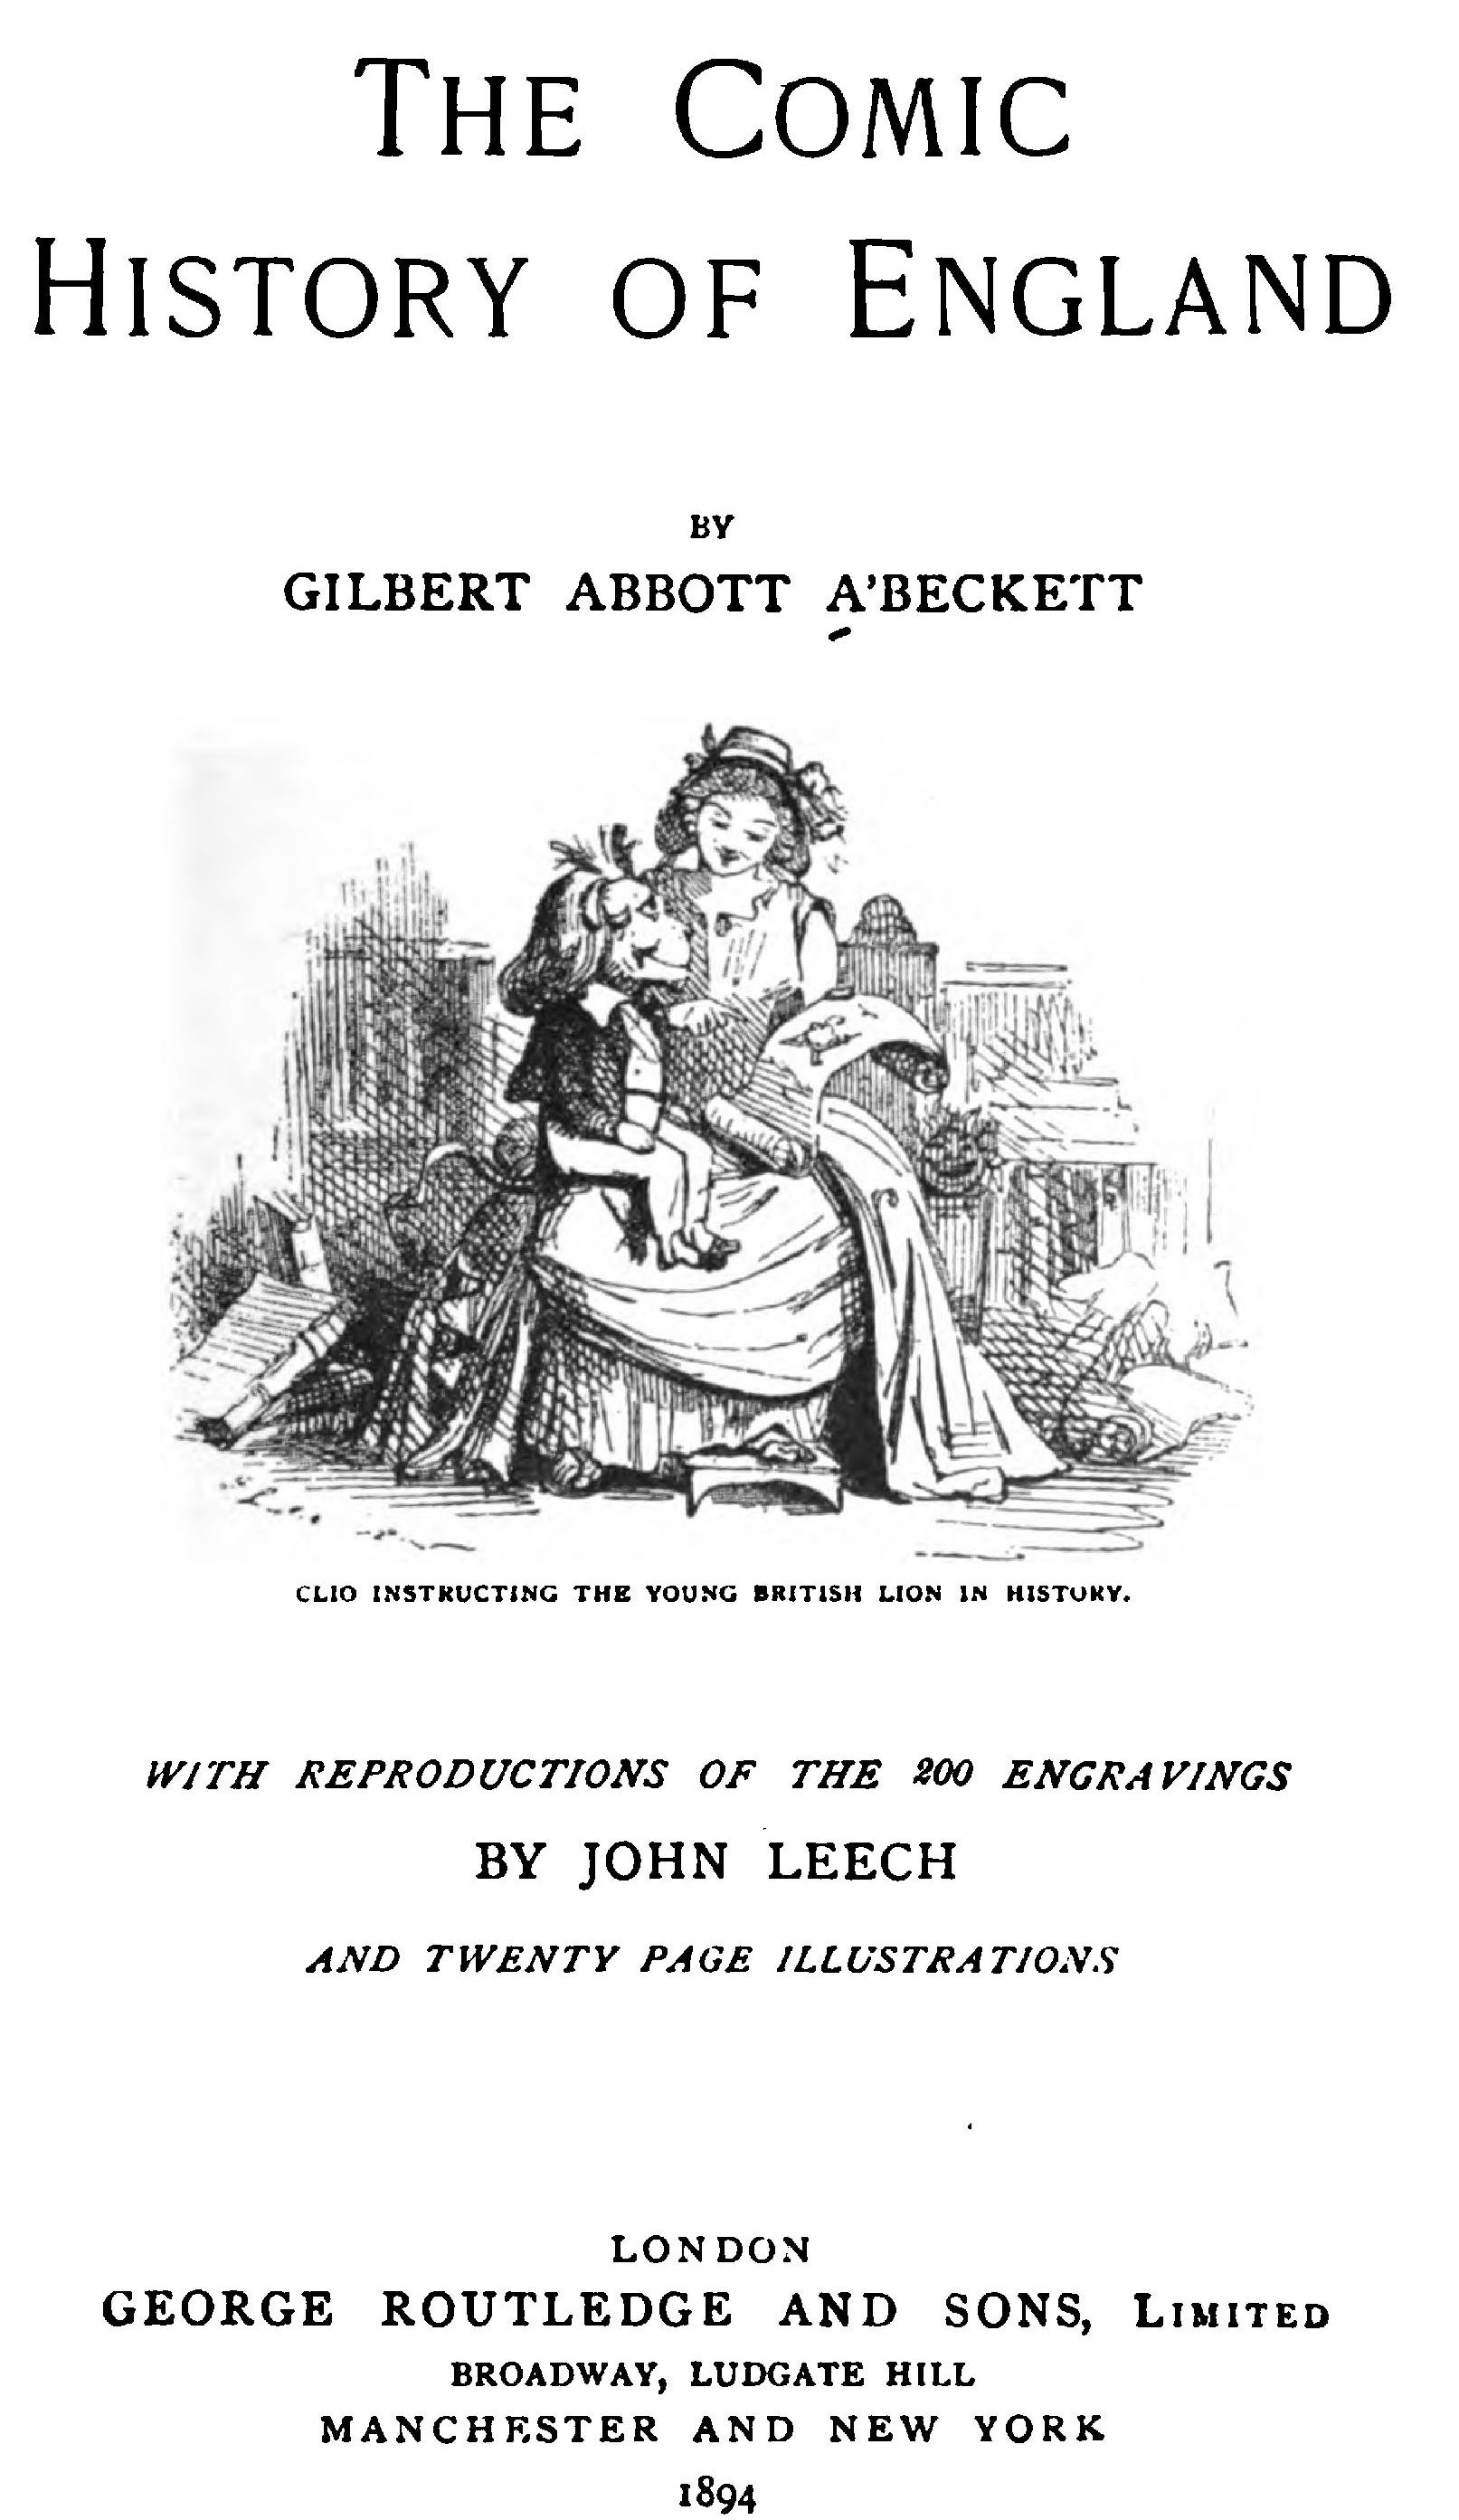 THE COMIC
HISTORY OF ENGLAND
BY
GILBERT ABBOTT A'BECKETT
CLIO INSTRUCTING THE YOUNG BRITISH LION IN HISTORY.
WITH REPRODUCTIONS OF THE 200 ENGRAVINGS
BY JOHN LEECH
AND TWENTY PAGE ILLUSTRATIONS
LONDON
GEORGE ROUTLEDGE AND SONS, LIMITED
BROADWAY, LUDGATE HILL
MANCHESTER AND NEW YORK
1894